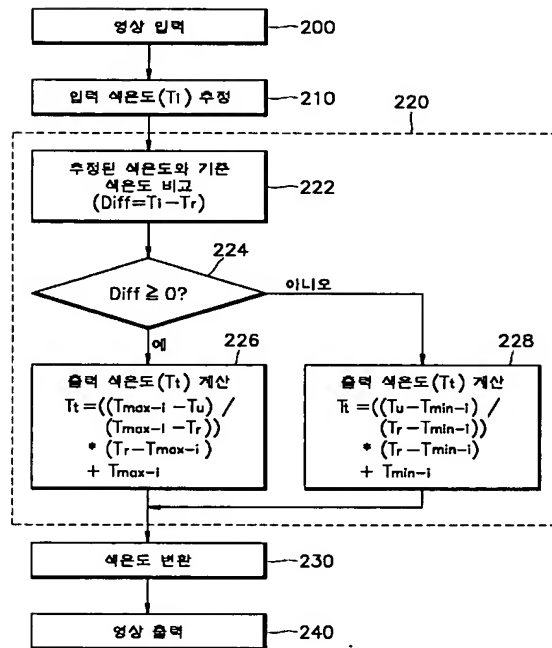 영상 입력
200
입력 색온도(Ti) 추정
210
220
추정된 색온도와 기준
색온도 비교
(Diff=Ti-Tr)
222
224
Diff ≧ 0?
아니오
예
226
출력 색온도(Tt) 계산
Tt=((Tmax-i-Tu) /
(Tmax-i-Tr))
* (Tr-Tmax-i)
+ Tmax-i
228
출력 색온도(Tt) 계산
Tt=((Tu-Tmin-i) /
(Tr-Tmin-i))
* (Tr-Tmin-i)
+ Tmin-i
색온도 변환
230
영상 출력
240